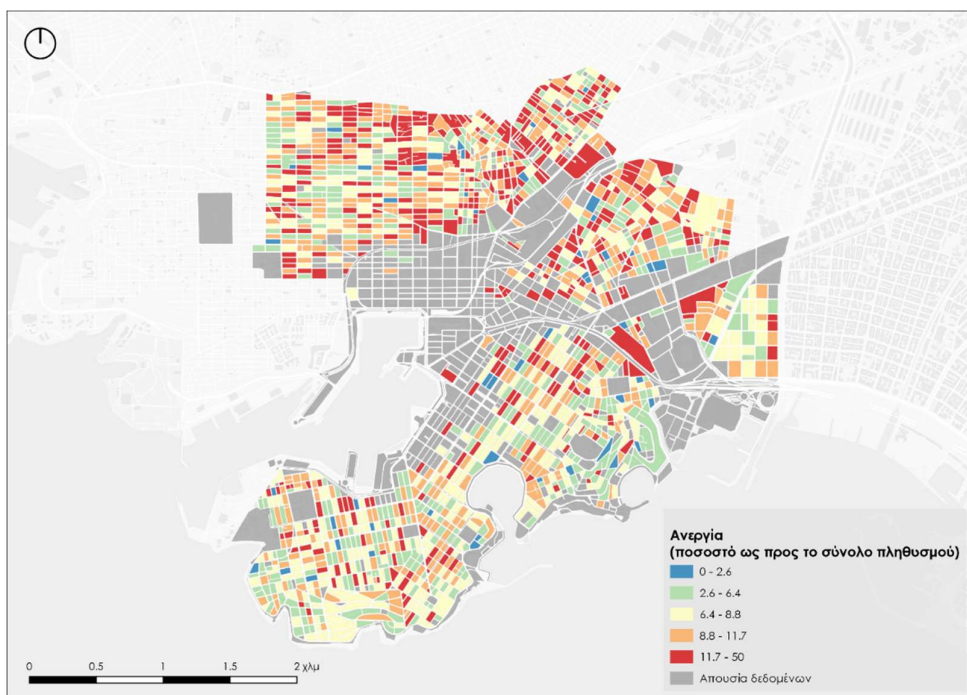 Ανεργία
(ποσοστό ως προς το σύνολο πληθυσμού)
0 - 2.6
2.6 - 6.4
6.4 - 8.8
8.8 - 11.7
11.7 - 50
Απουσία δεδομένων
0 0.5 1 1.5 2 χλμ